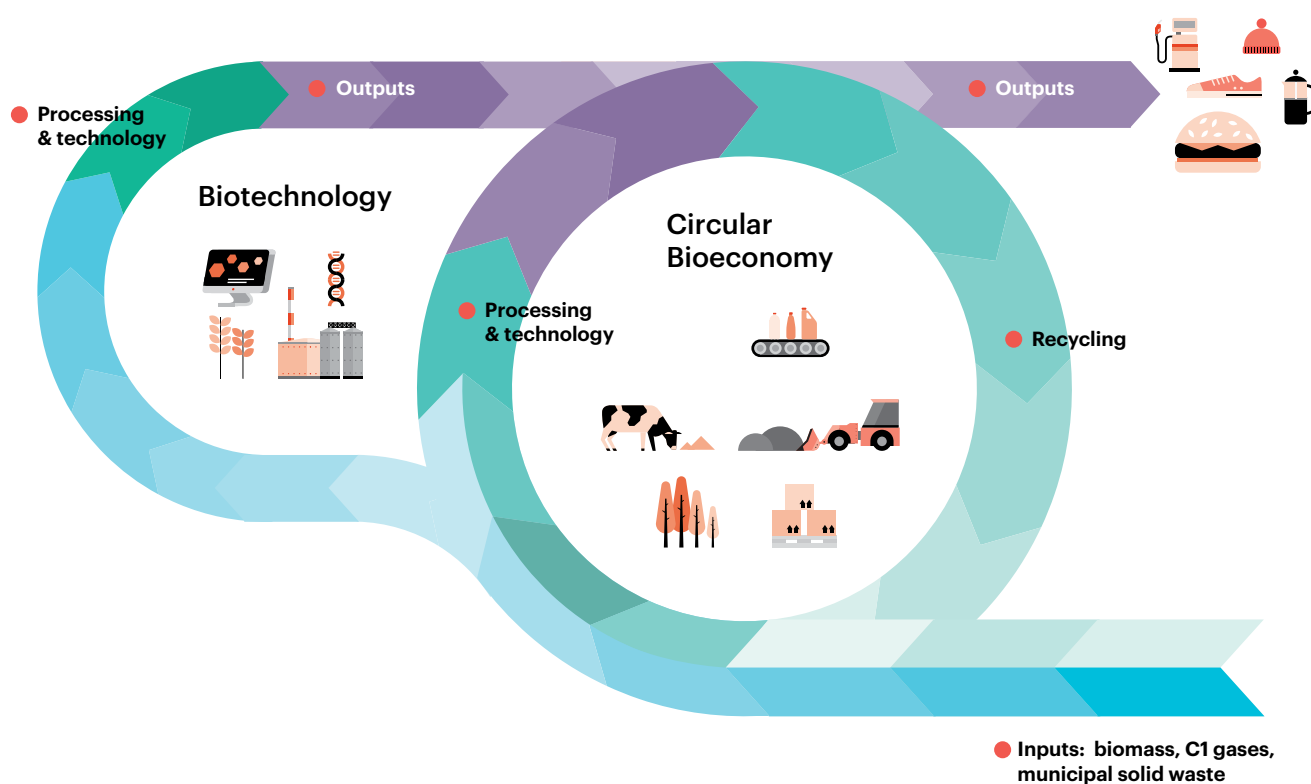 Outputs
Outputs
Processing
& technology
Biotechnology
Circular
Bioeconomy
Processing
& technology
Recycling
Inputs:  biomass, C1 gases,
municipal solid waste